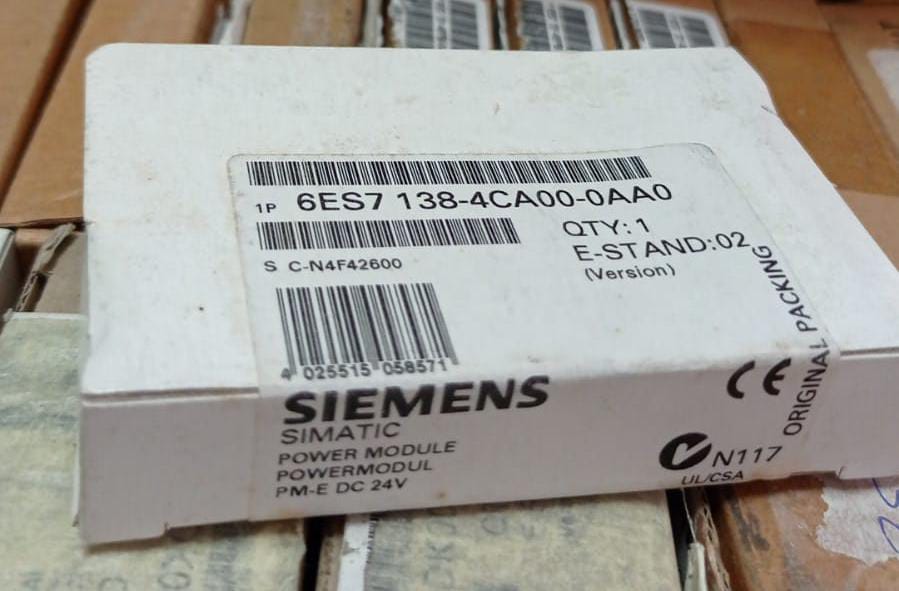 1P 6ES7 138-4CA00-0AA0
QTY: 1
S C-N4F42600
E-STAND:02
(Version)
4 025515 058571
ORIGINAL PACKING
SIEMENS
SIMATIC
POWER MODULE
POWERMODUL
PM-E DC 24V
CE
N117
UL/CSA